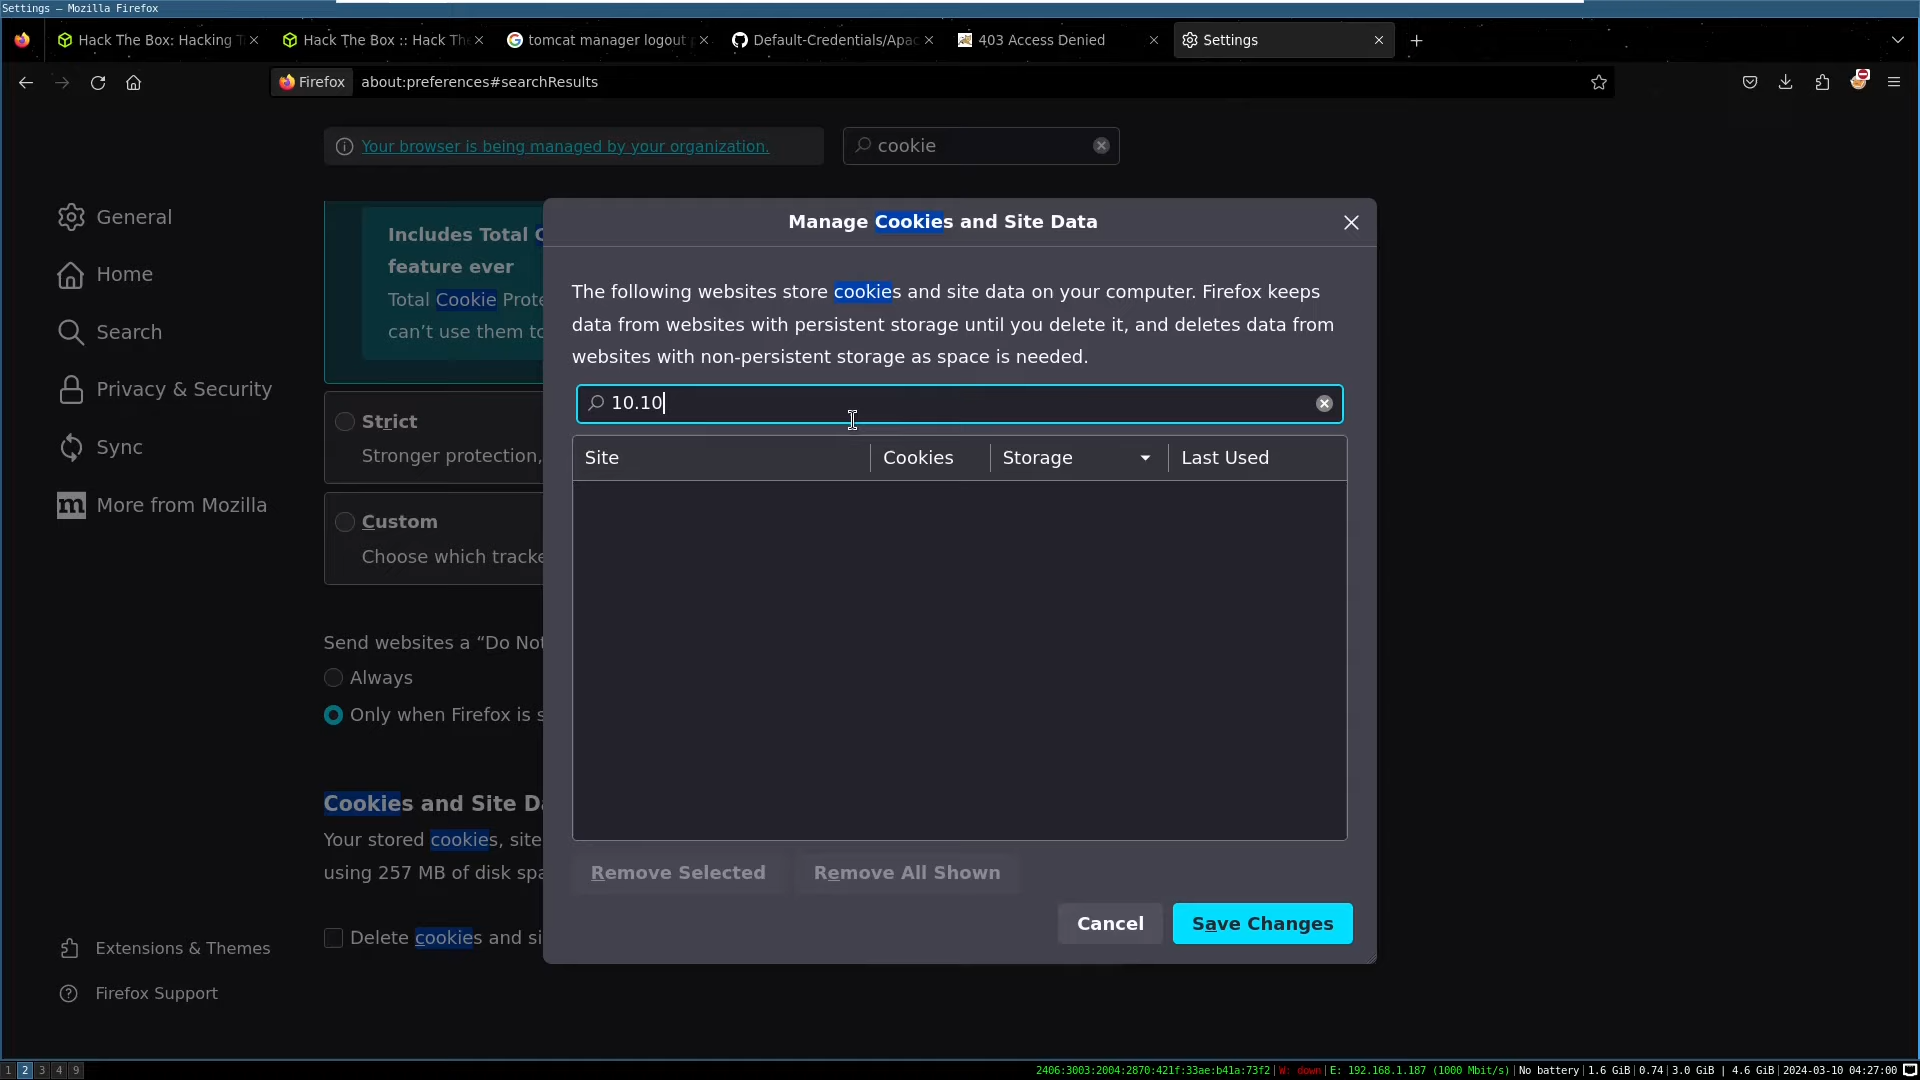 Settings — Mozilla Firefox
Hack The Box: Hacking T
Hack The Box :: Hack The
tomcat manager logout
Default-Credentials/Apac
403 Access Denied
Settings
Firefox
about:preferences#searchResults
Your browser is being managed by your organization.
cookie
General
Home
Search
Privacy & Security
Sync
More from Mozilla
Extensions & Themes
Firefox Support
Includes Total C
feature ever
Total Cookie Prote
can’t use them to
Strict
Stronger protection,
Custom
Choose which tracke
Send websites a “Do Not
Always
Only when Firefox is s
Cookies and Site Da
Your stored cookies, site
using 257 MB of disk spa
Delete cookies and si
Manage Cookies and Site Data
The following websites store cookies and site data on your computer. Firefox keeps
data from websites with persistent storage until you delete it, and deletes data from
websites with non-persistent storage as space is needed.
10.10
Site Cookies Storage Last Used
Remove Selected Remove All Shown
Cancel Save Changes
1 2 3 4 9
2406:3003:2004:2870:421f:33ae:b41a:73f2|W: down|E: 192.168.1.187 (1000 Mbit/s)|No battery|1.6 GiB|0.74|3.0 GiB | 4.6 GiB|2024-03-10 04:27:00